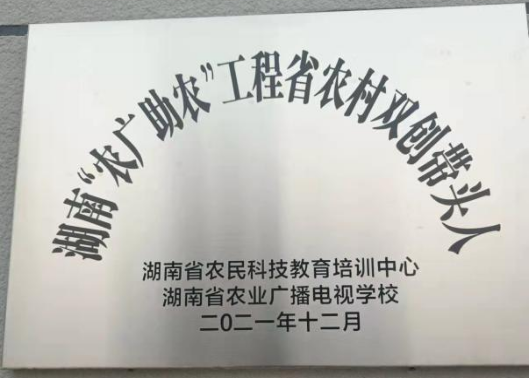 湖南“农广助农”工程省农村双创带头人
湖南省农民科技教育培训中心
湖南省农业广播电视学校
二0二一年十二月